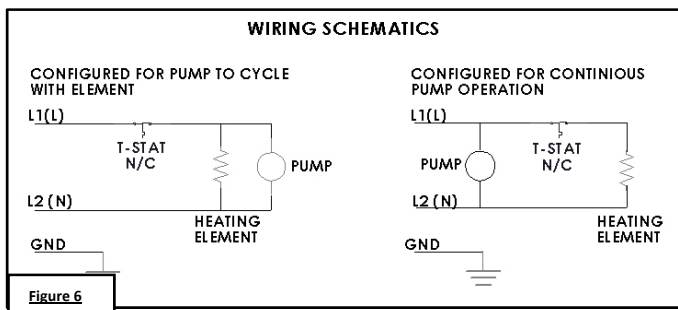 WIRING SCHEMATICS
CONFIGURED FOR PUMP TO CYCLE
WITH ELEMENT
L1(L)
T-STAT
N/C
PUMP
L2 (N)
HEATING
ELEMENT
GND
CONFIGURED FOR CONTINIOUS
PUMP OPERATION
L1(L)
T-STAT
N/C
PUMP
L2 (N)
HEATING
ELEMENT
GND
Figure 6